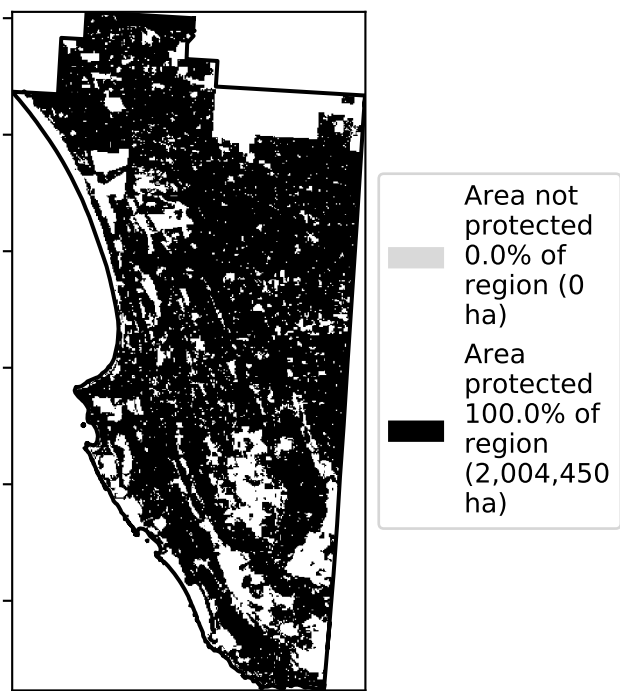 Area not
protected
0.0% of
region (0
ha)
Area
protected
100.0% of
region
(2,004,450
ha)